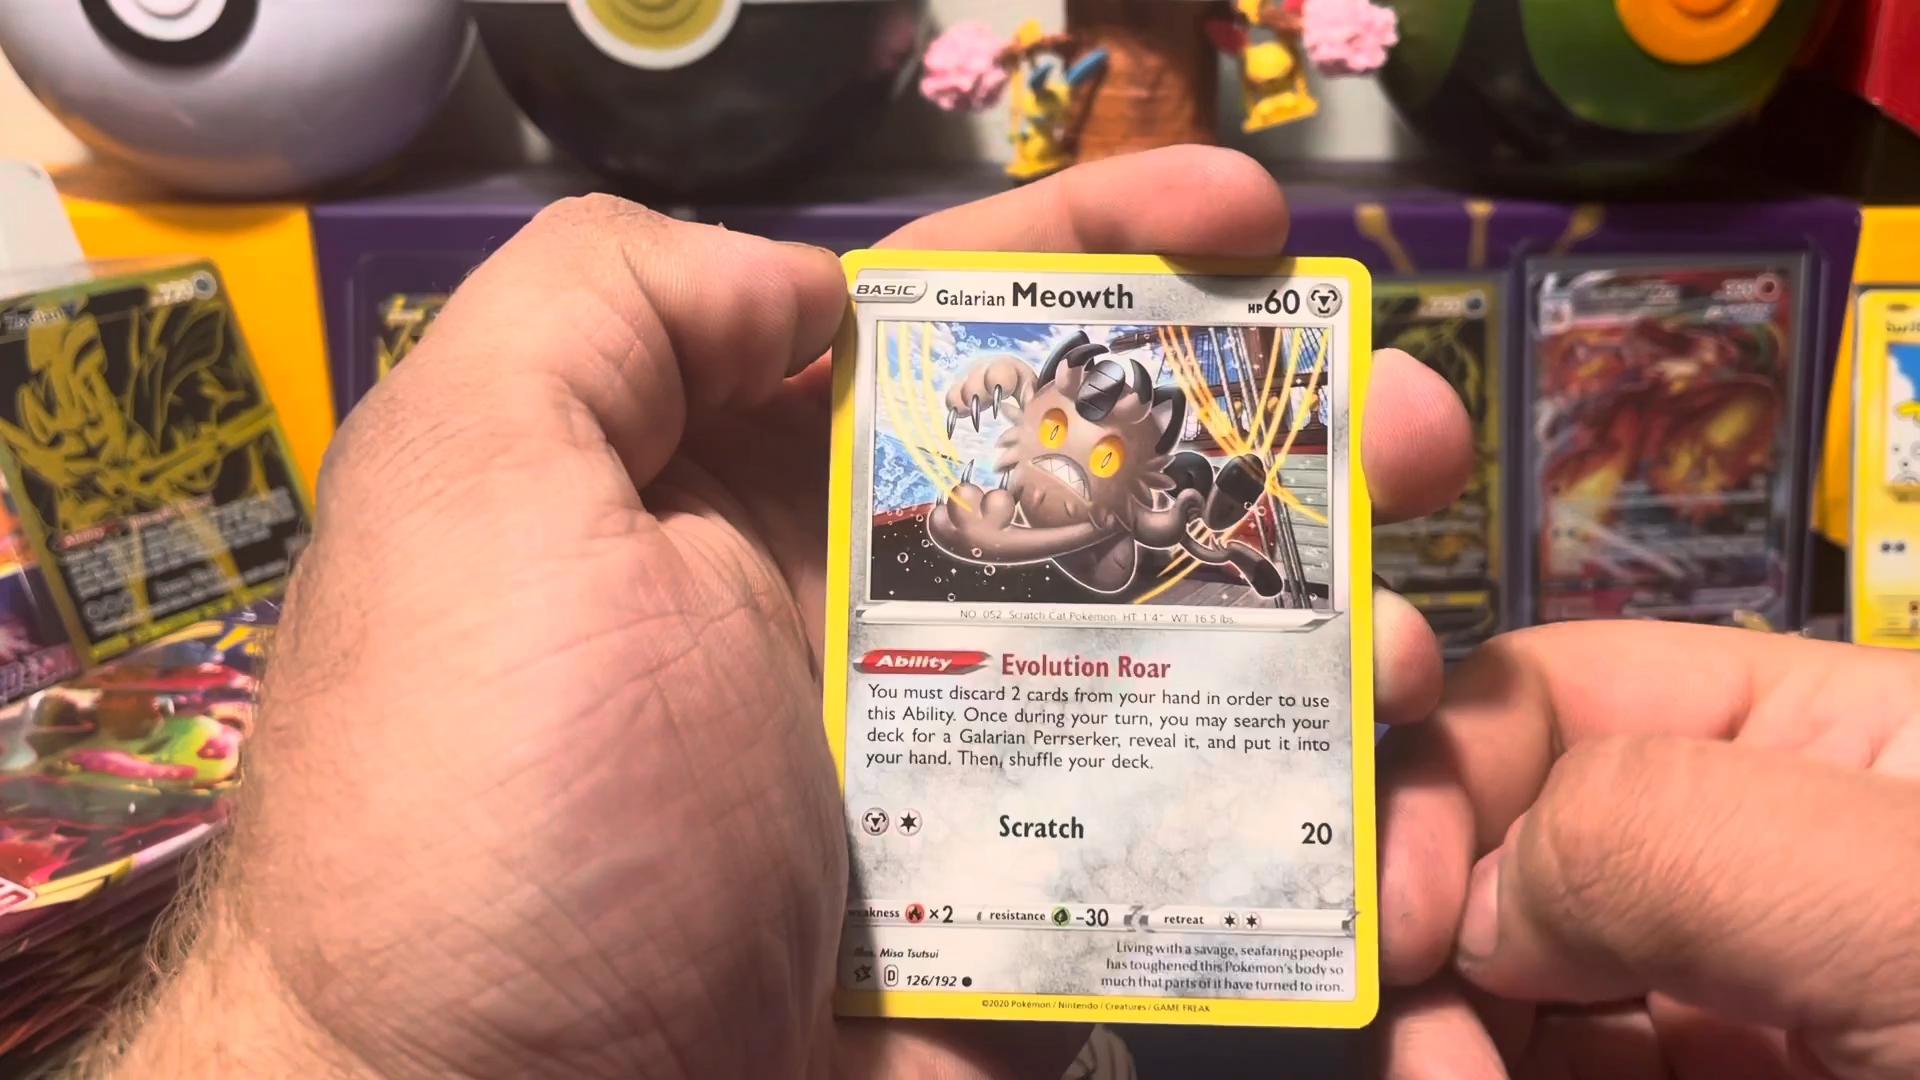 BASIC Galarian Meowth HP 60
NO. 052 Scratch Cat Pokémon HT: 1'4" WT: 16.5 lbs.
Ability Evolution Roar
You must discard 2 cards from your hand in order to use
this Ability. Once during your turn, you may search your
deck for a Galarian Perrserker, reveal it, and put it into
your hand. Then, shuffle your deck.
Scratch 20
weakness ×2 resistance -30 retreat
Illus. Misa Tsutsui
D 126/192
Living with a savage, seafaring people
has toughened this Pokémon's body so
much that parts of it have turned to iron.
©2020 Pokémon / Nintendo / Creatures / GAME FREAK